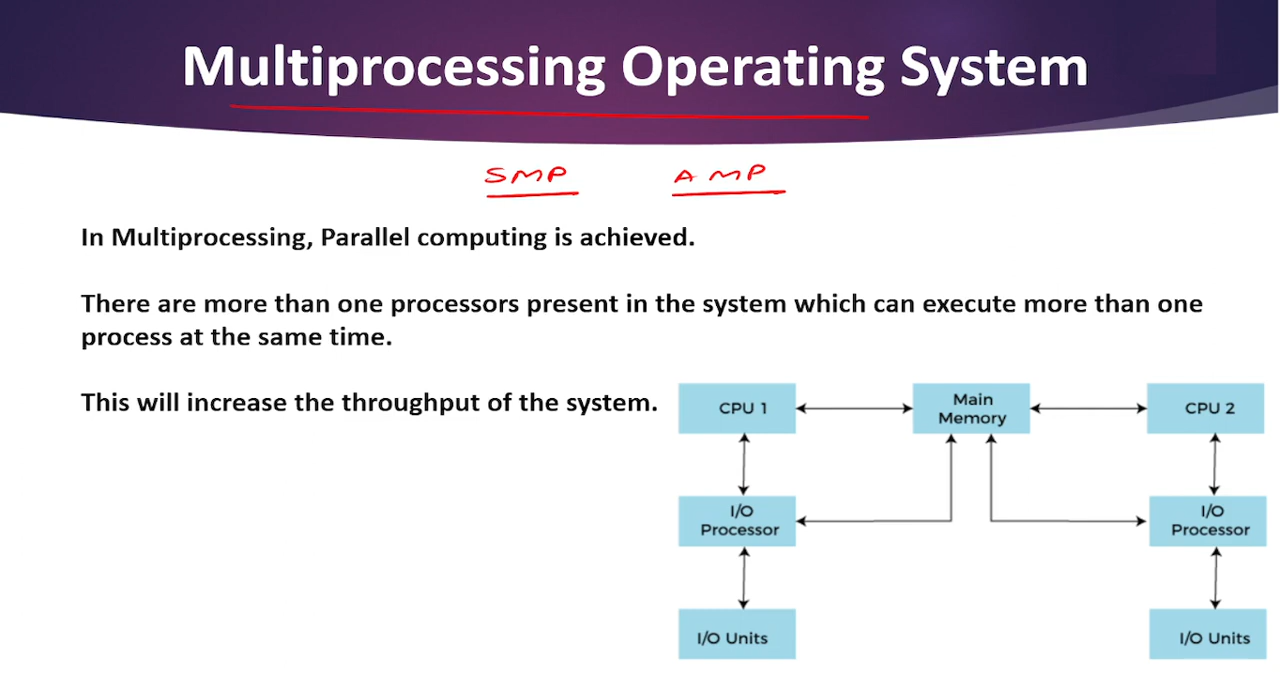 Multiprocessing Operating System
SMP AMP
In Multiprocessing, Parallel computing is achieved.
There are more than one processors present in the system which can execute more than one
process at the same time.
This will increase the throughput of the system.
CPU 1
Main
Memory
CPU 2
I/O
Processor
I/O
Processor
I/O Units
I/O Units